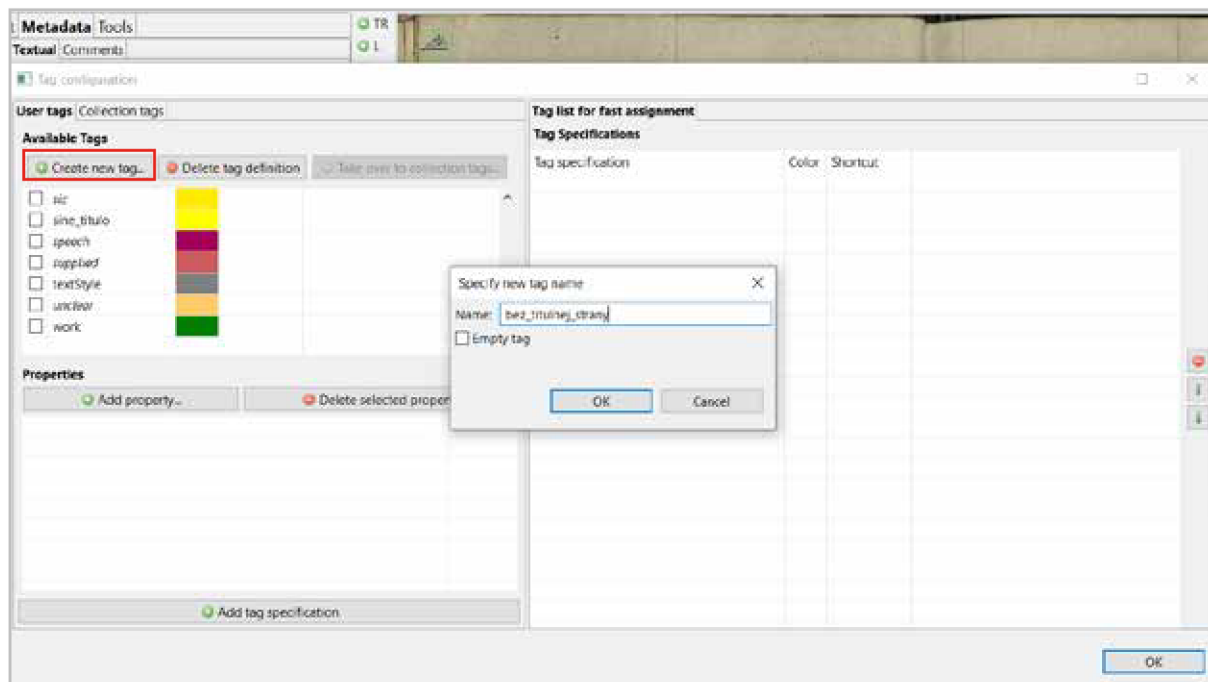 Metadata Tools
TR
Textual Comments
L
Tag configuration
User tags Collection tags
Tag list for fast assignment
Available Tags
Tag Specifications
Create new tag... Delete tag definition Take over to collection tags...
Tag specification Color Shortcut
sic
sine_titulo
speech
supplied
textStyle
unclear
work
Specify new tag name
Name: bez_titulnej_strany
Empty tag
OK Cancel
Properties
Add property... Delete selected proper
Add tag specification
OK